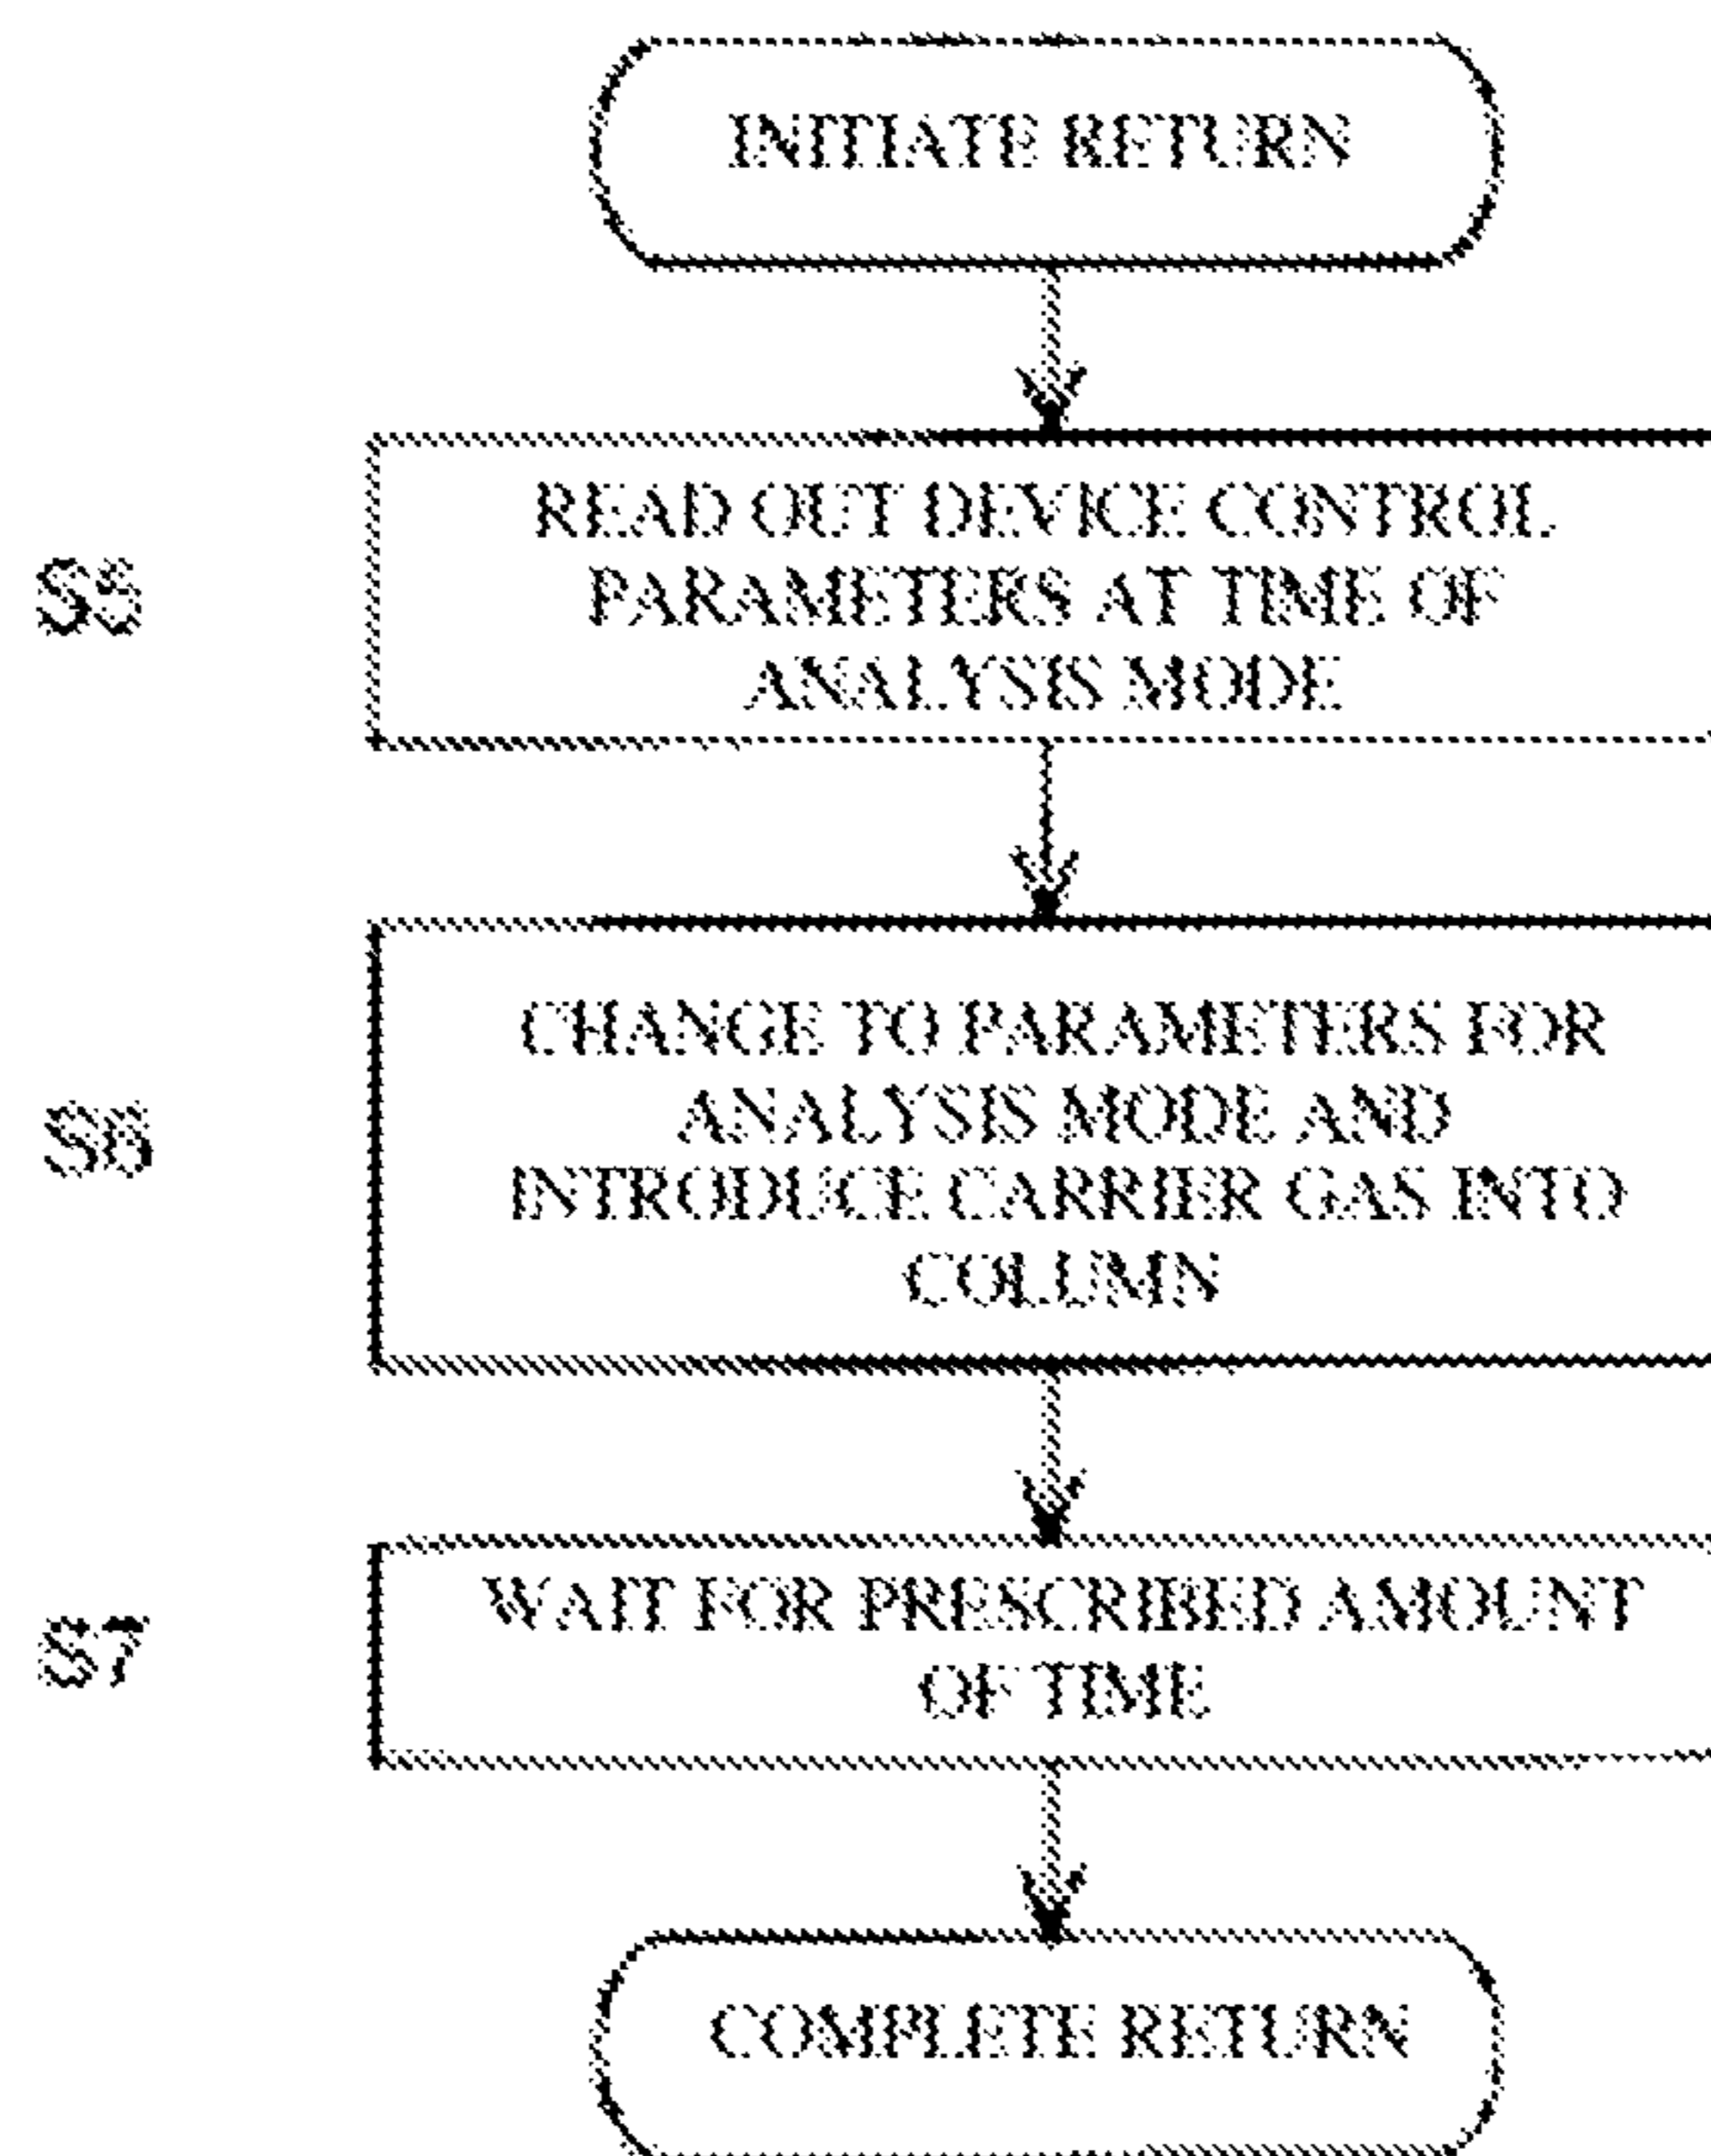 INITIATE RETURN
S5
READ OUT DEVICE CONTROL
PARAMETERS AT TIME OF
ANALYSIS MODE
S6
CHANGE TO PARAMETERS FOR
ANALYSIS MODE AND
INTRODUCE CARRIER GAS INTO
COLUMN
S7
WAIT FOR PRESCRIBED AMOUNT
OF TIME
COMPLETE RETURN